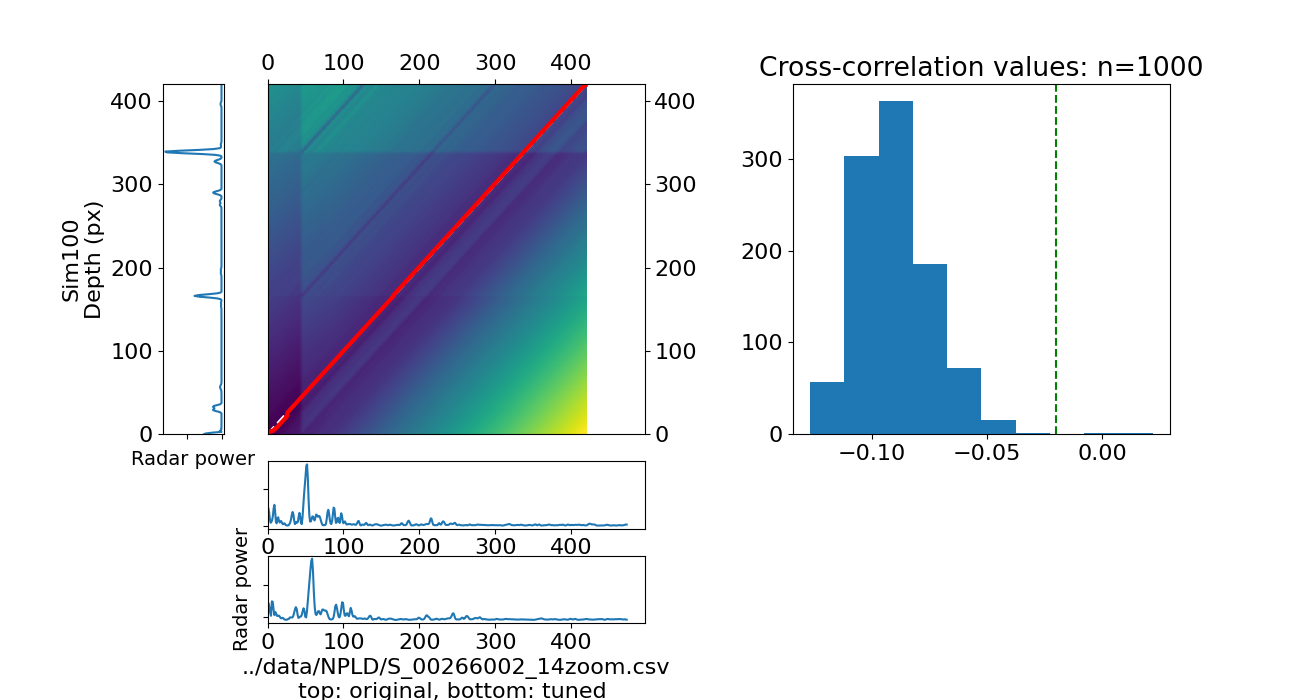 Cross-correlation values: n=1000
0 100 200 300 400
400
300
200
100
0
Sim100
Depth (px)
Radar power
400
300
200
100
0
300
200
100
0
−0.10 −0.05 0.00
0 100 200 300 400
Radar power
0 100 200 300 400
../data/NPLD/S_00266002_14zoom.csv
top: original, bottom: tuned